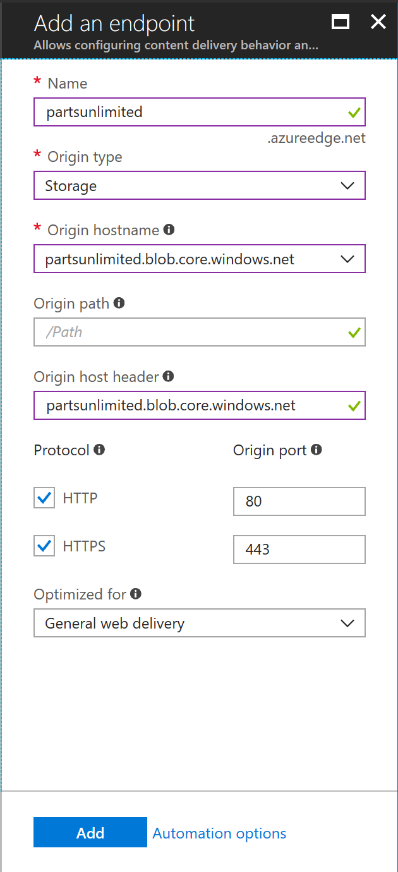 Add an endpoint
Allows configuring content delivery behavior an...
* Name
partsunlimited
.azureedge.net
* Origin type
Storage
* Origin hostname
partsunlimited.blob.core.windows.net
Origin path
/Path
Origin host header
partsunlimited.blob.core.windows.net
Protocol Origin port
HTTP 80
HTTPS 443
Optimized for
General web delivery
Add Automation options